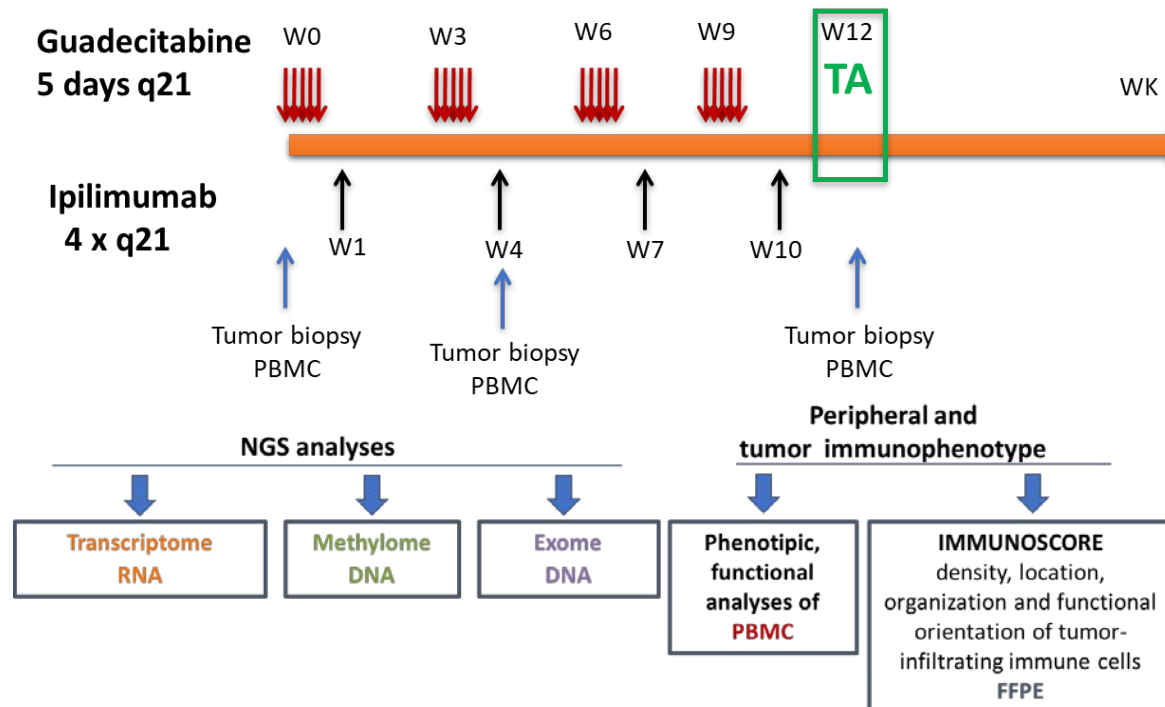 Guadecitabine
5 days q21
W0
W3
W6
W9
W12
TA
WK
Ipilimumab
4 x q21
W1
W4
W7
W10
Tumor biopsy
PBMC
Tumor biopsy
PBMC
Tumor biopsy
PBMC
NGS analyses
Peripheral and
tumor immunophenotype
Transcriptome
RNA
Methylome
DNA
Exome
DNA
Phenotipic,
functional
analyses of
PBMC
IMMUNOSCORE
density, location,
organization and functional
orientation of tumor-
infiltrating immune cells
FFPE